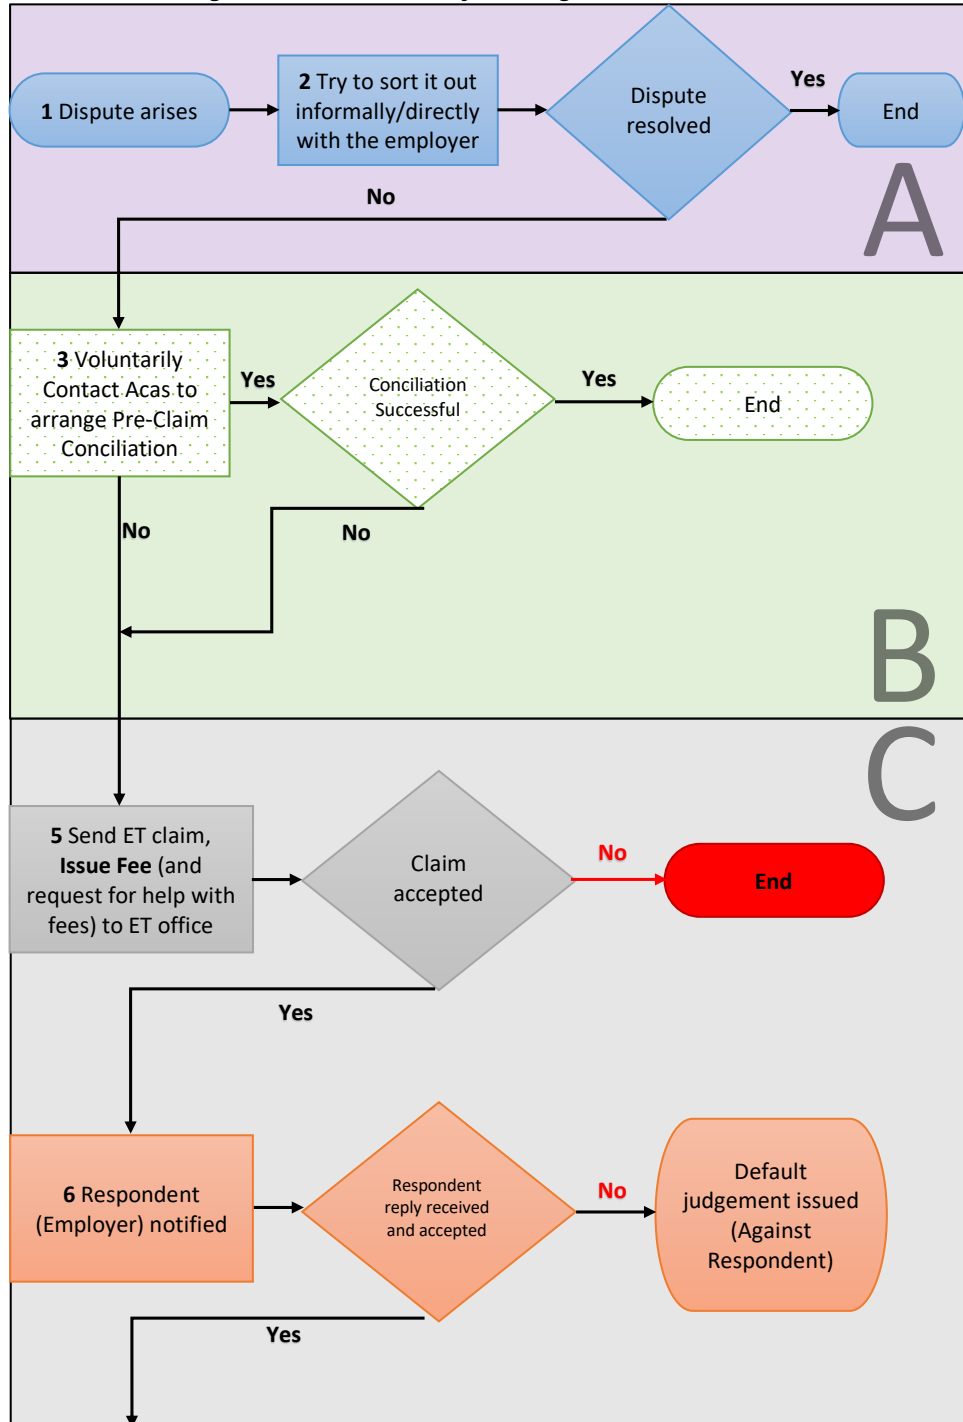 1 Dispute arises
2 Try to sort it out
informally/directly
with the employer
Dispute
resolved
Yes
End
No
A
3 Voluntarily
Contact Acas to
arrange Pre-Claim
Conciliation
Yes
Conciliation
Successful
Yes
End
No
No
B
C
5 Send ET claim,
Issue Fee (and
request for help with
fees) to ET office
Claim
accepted
No
End
Yes
6 Respondent
(Employer) notified
Respondent
reply received
and accepted
No
Default
judgement issued
(Against
Respondent)
Yes